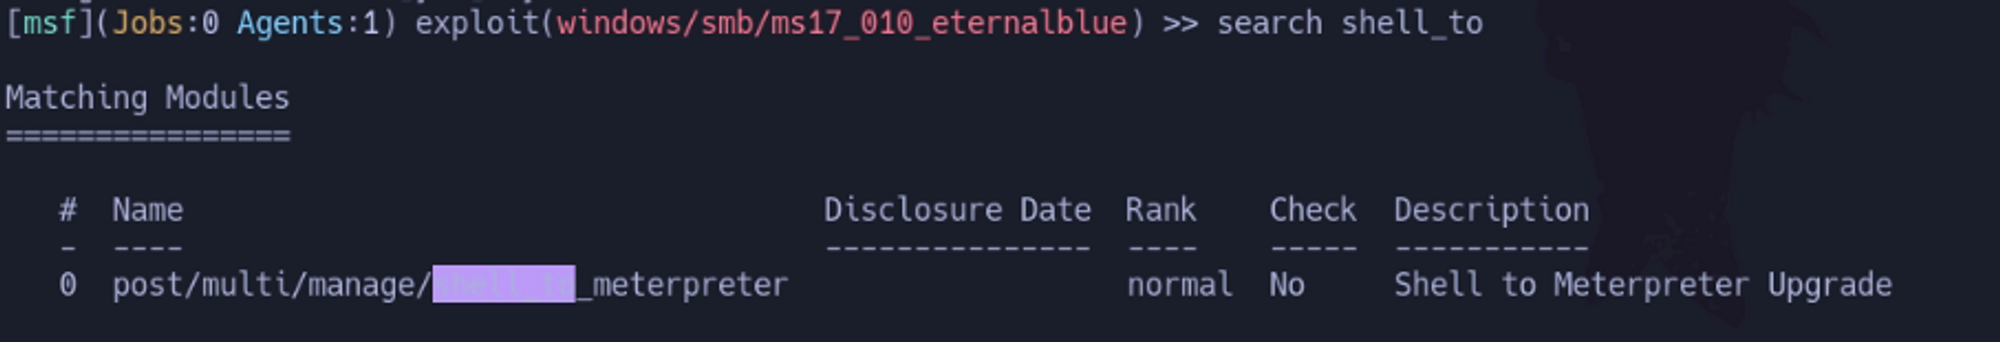 [msf](Jobs:0 Agents:1) exploit(windows/smb/ms17_010_eternalblue) >> search shell_to
Matching Modules
================
# Name Disclosure Date Rank Check Description
- ---- --------------- ---- ----- -----------
0 post/multi/manage/shell_to_meterpreter normal No Shell to Meterpreter Upgrade